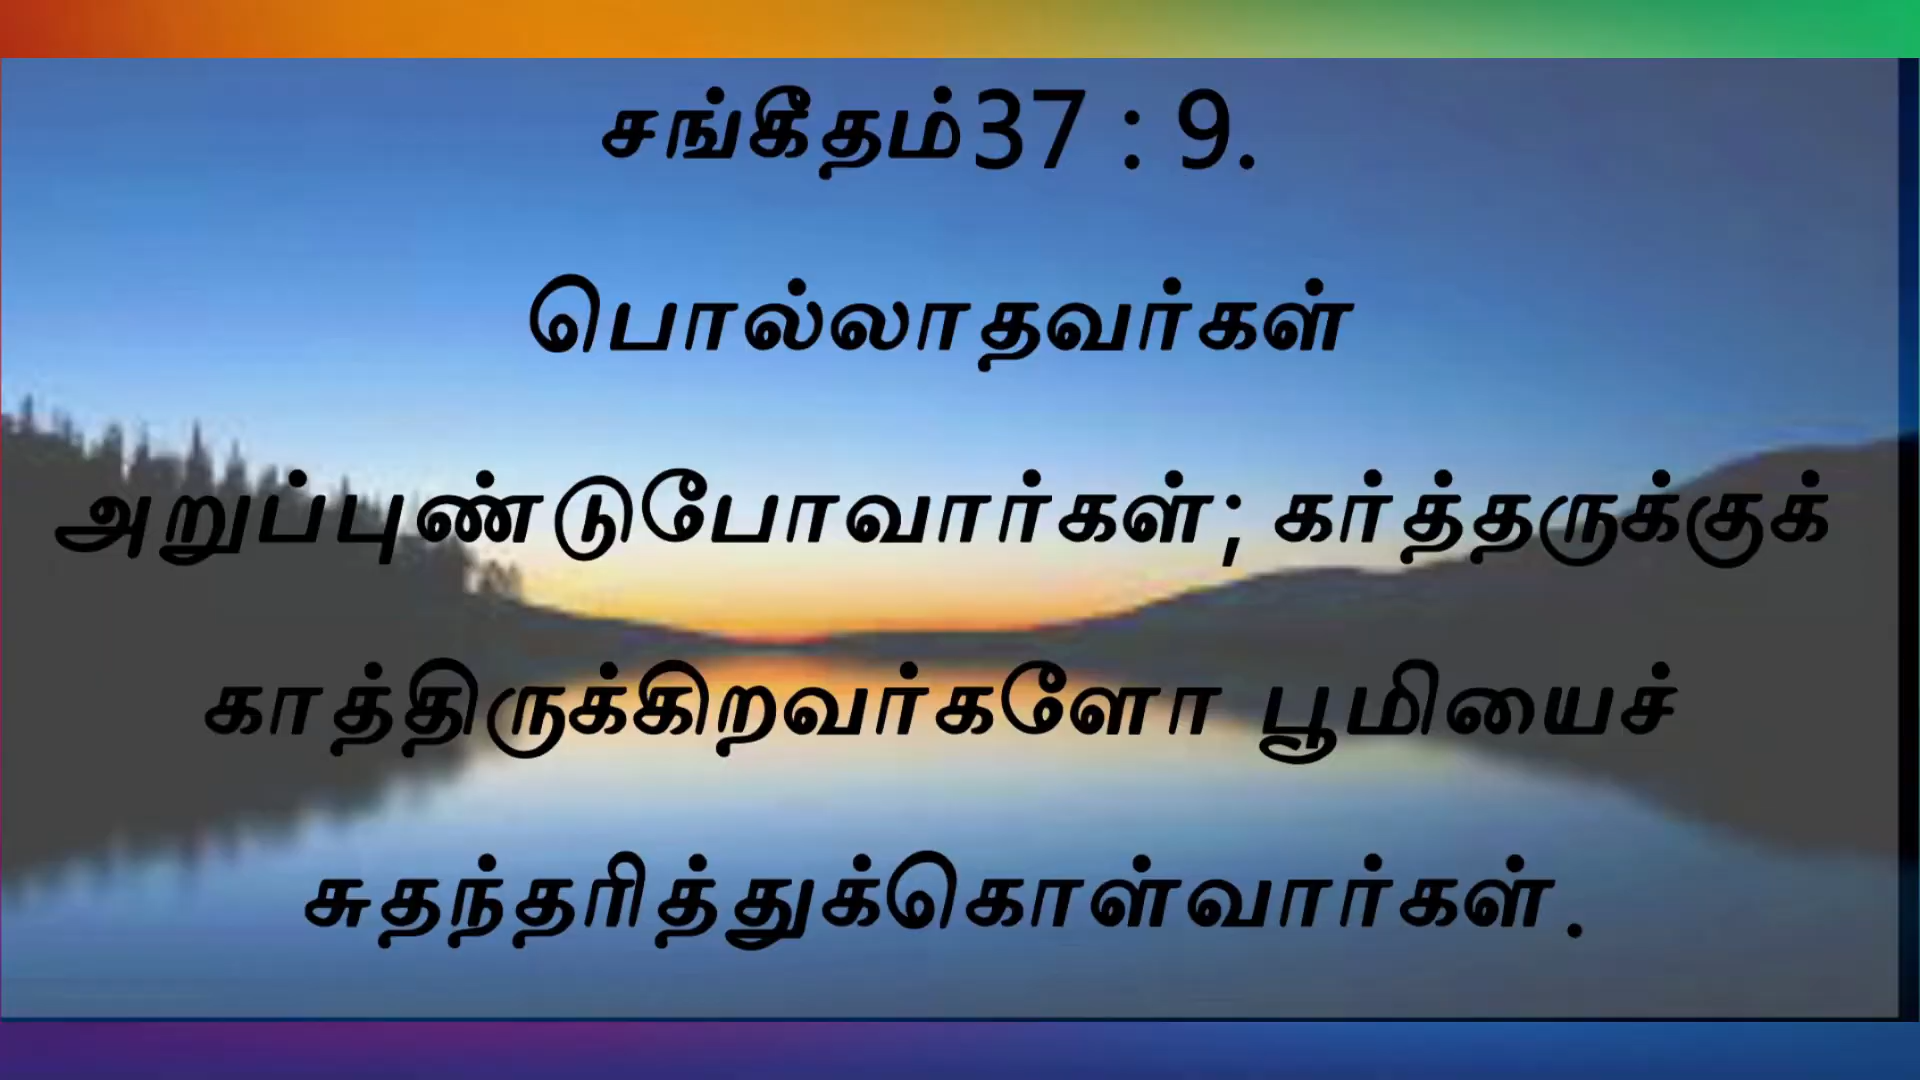 சங்கீதம்37 : 9.
பொல்லாதவர்கள்
அறுப்புண்டுபோவார்கள்; கர்த்தருக்குக்
காத்திருக்கிறவர்களோ பூமியைச்
சுதந்தரித்துக்கொள்வார்கள்.